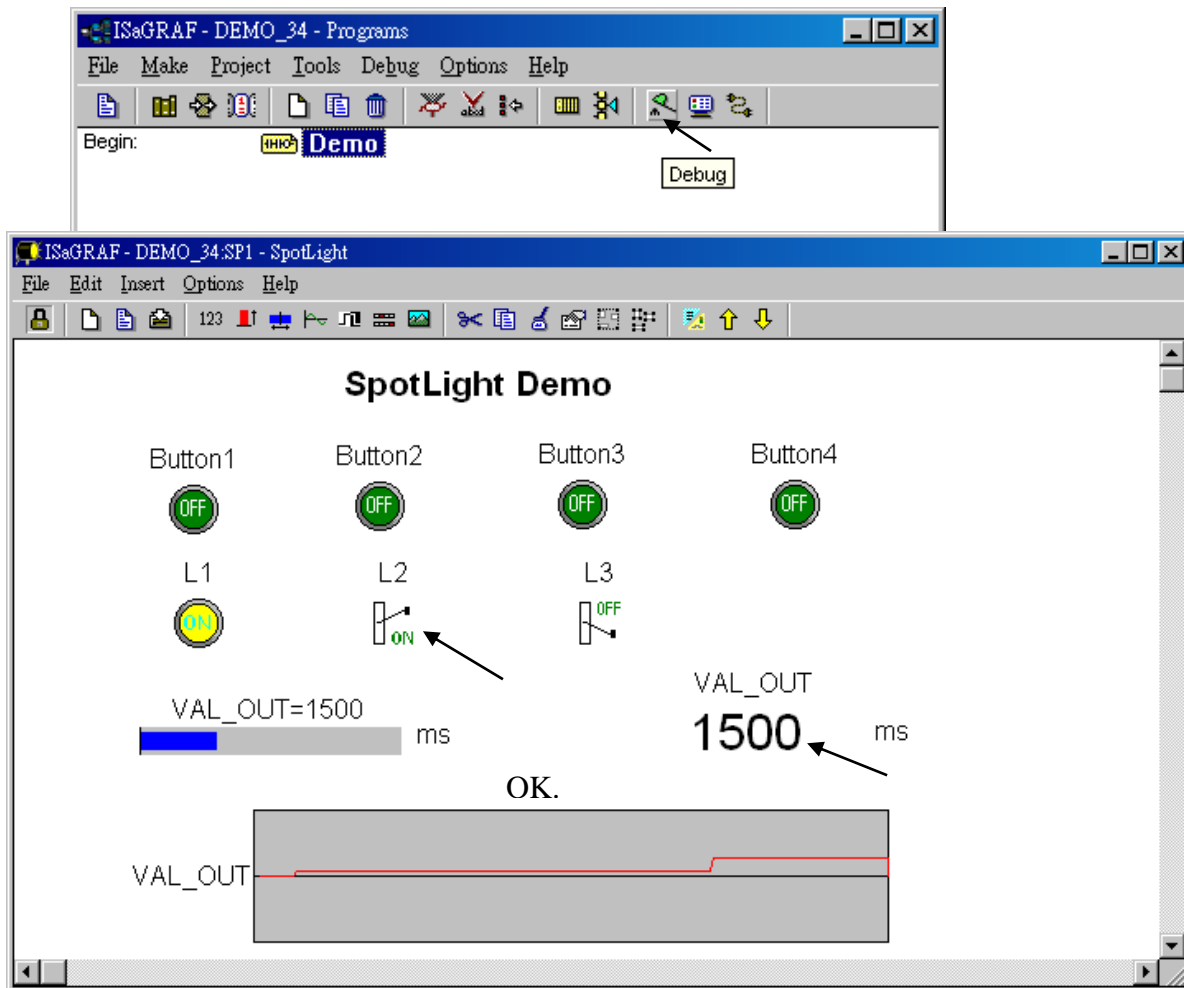 ISaGRAF - DEMO_34 - Programs
File Make Project Tools Debug Options Help
Begin: Demo
Debug
ISaGRAF - DEMO_34:SP1 - SpotLight
File Edit Insert Options Help
123
SpotLight Demo
Button1 Button2 Button3 Button4
OFF OFF OFF OFF
L1 L2 L3
ON ON OFF
VAL_OUT=1500 ms
VAL_OUT
1500 ms
OK.
VAL_OUT